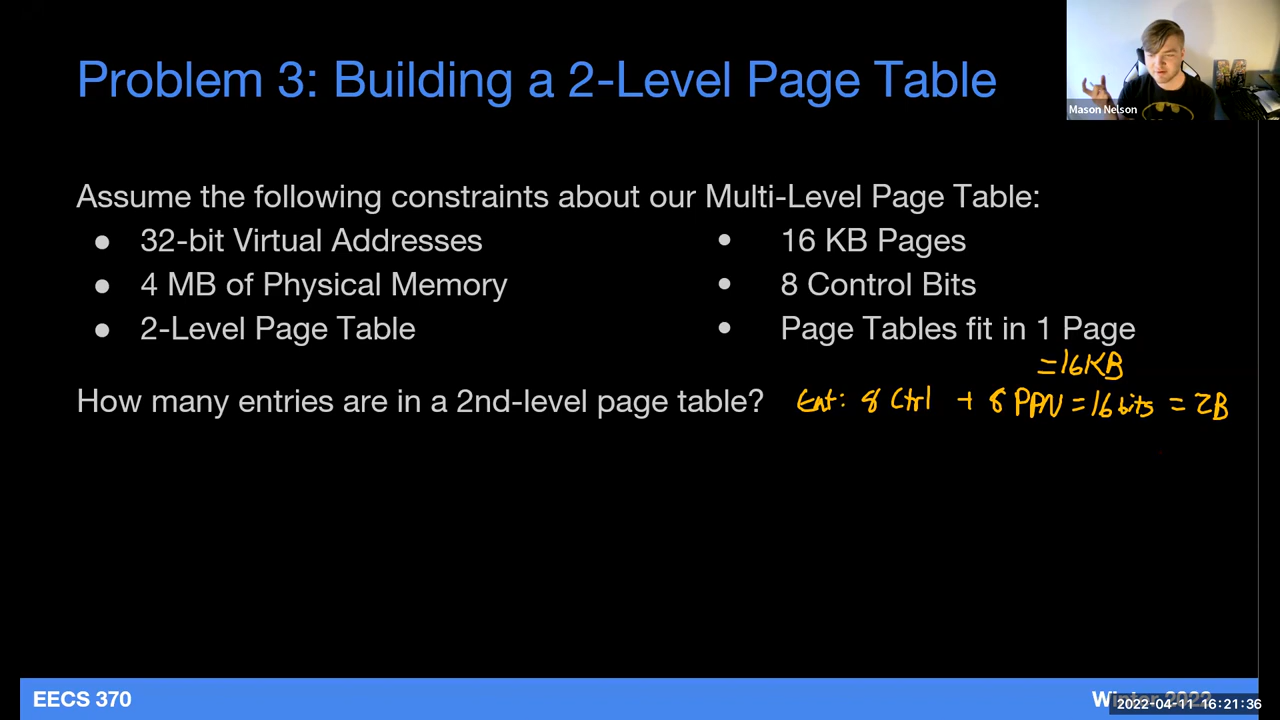 Problem 3: Building a 2-Level Page Table
Mason Nelson
Assume the following constraints about our Multi-Level Page Table:
● 32-bit Virtual Addresses
● 4 MB of Physical Memory
● 2-Level Page Table
● 16 KB Pages
● 8 Control Bits
● Page Tables fit in 1 Page
=16KB
How many entries are in a 2nd-level page table?
Ent: 8 Ctrl + 8 PPN = 16 bits = 2B
EECS 370
Winter 2022
2022-04-11 16:21:36